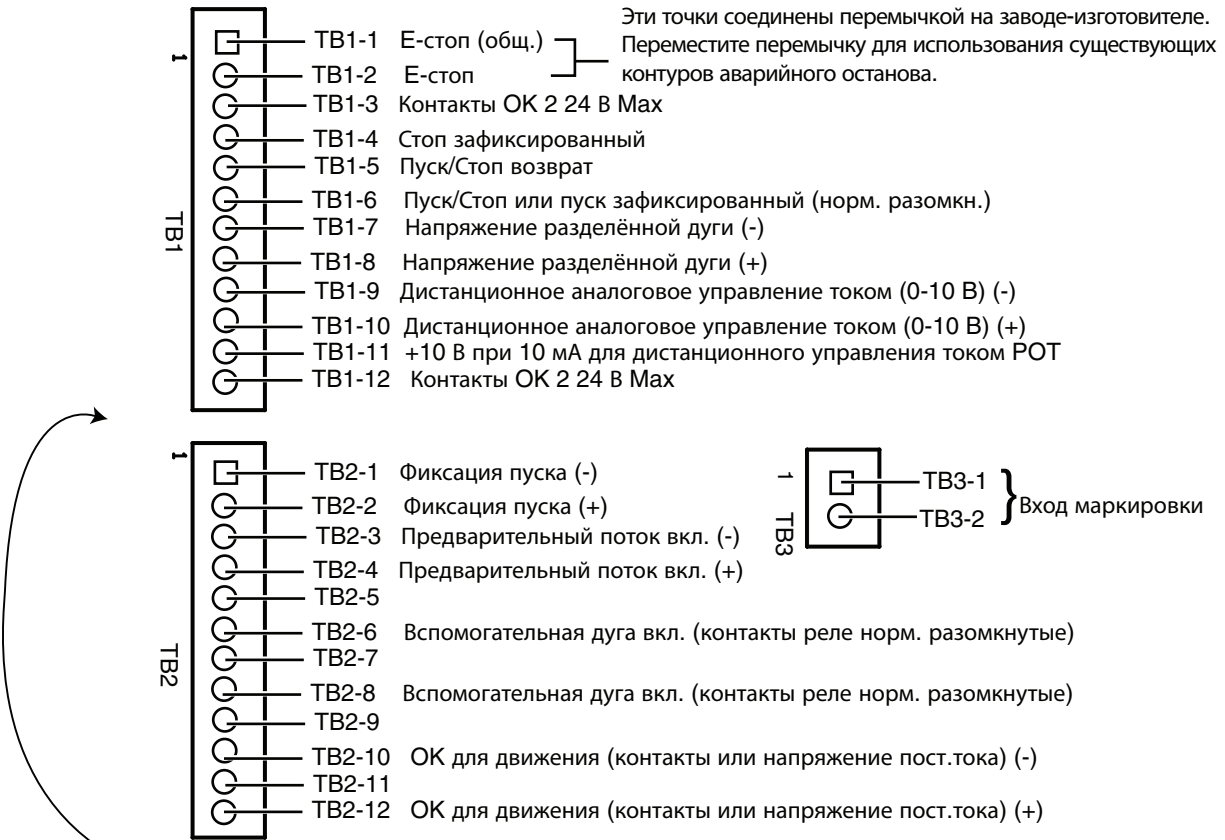 Эти точки соединены перемычкой на заводе-изготовителе.
Переместите перемычку для использования существующих
контуров аварийного останова.
1
TB1
TB1-1 Е-стоп (общ.)
TB1-2 Е-стоп
TB1-3 Контакты ОК 2 24 В Max
TB1-4 Стоп зафиксированный
TB1-5 Пуск/Стоп возврат
TB1-6 Пуск/Стоп или пуск зафиксированный (норм. разомкн.)
TB1-7 Напряжение разделённой дуги (-)
TB1-8 Напряжение разделённой дуги (+)
TB1-9 Дистанционное аналоговое управление током (0-10 В) (-)
TB1-10 Дистанционное аналоговое управление током (0-10 В) (+)
TB1-11 +10 В при 10 мА для дистанционного управления током POT
TB1-12 Контакты ОК 2 24 В Max
1
TB2
TB2-1 Фиксация пуска (-)
TB2-2 Фиксация пуска (+)
TB2-3 Предварительный поток вкл. (-)
TB2-4 Предварительный поток вкл. (+)
TB2-5
TB2-6 Вспомогательная дуга вкл. (контакты реле норм. разомкнутые)
TB2-7
TB2-8 Вспомогательная дуга вкл. (контакты реле норм. разомкнутые)
TB2-9
TB2-10 ОК для движения (контакты или напряжение пост.тока) (-)
TB2-11
TB2-12 ОК для движения (контакты или напряжение пост.тока) (+)
1
TB3
TB3-1
TB3-2
Вход маркировки